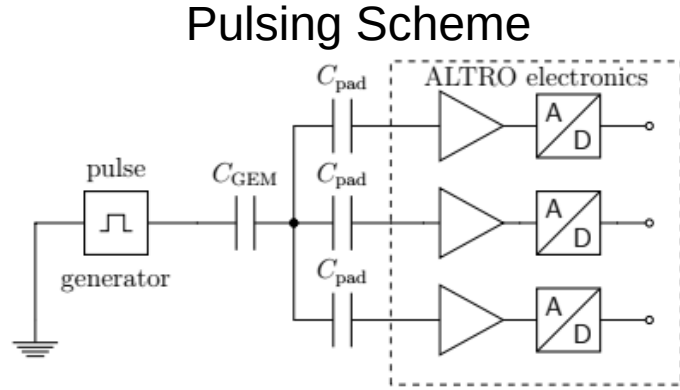 Pulsing Scheme
C_pad
ALTRO electronics
A
D
pulse
C_GEM
C_pad
A
D
generator
C_pad
A
D